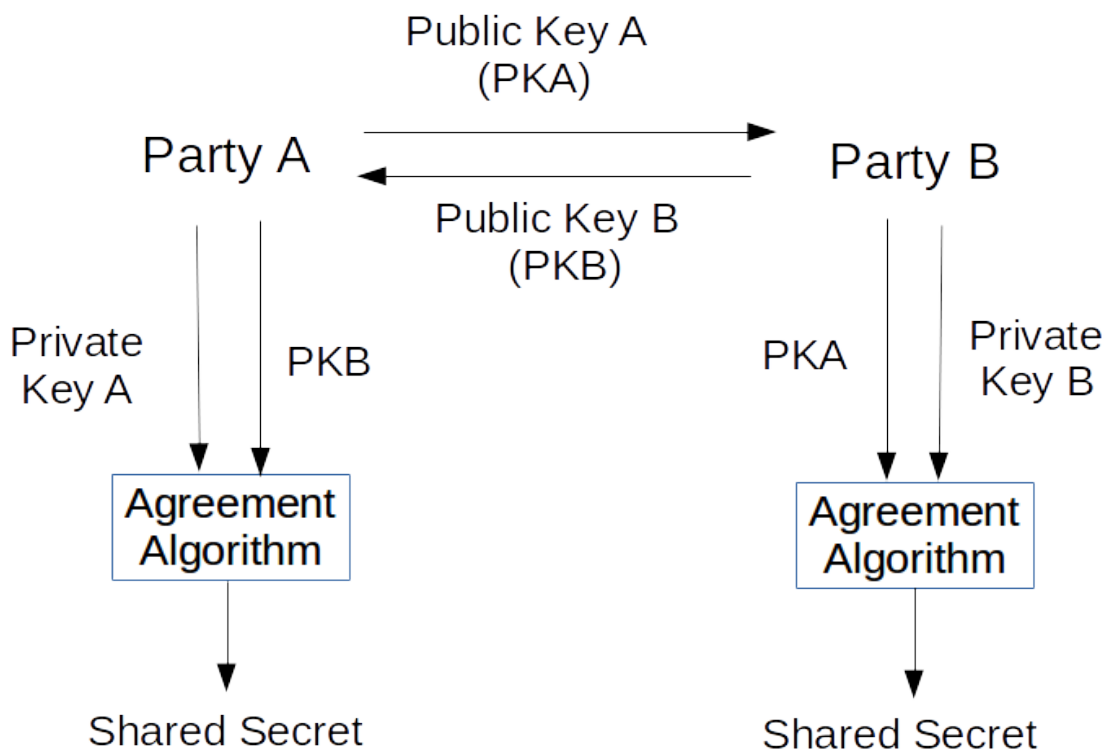 Public Key A
(PKA)
Party A
Party B
Public Key B
(PKB)
Private
Key A
PKB
PKA
Private
Key B
Agreement
Algorithm
Agreement
Algorithm
Shared Secret
Shared Secret